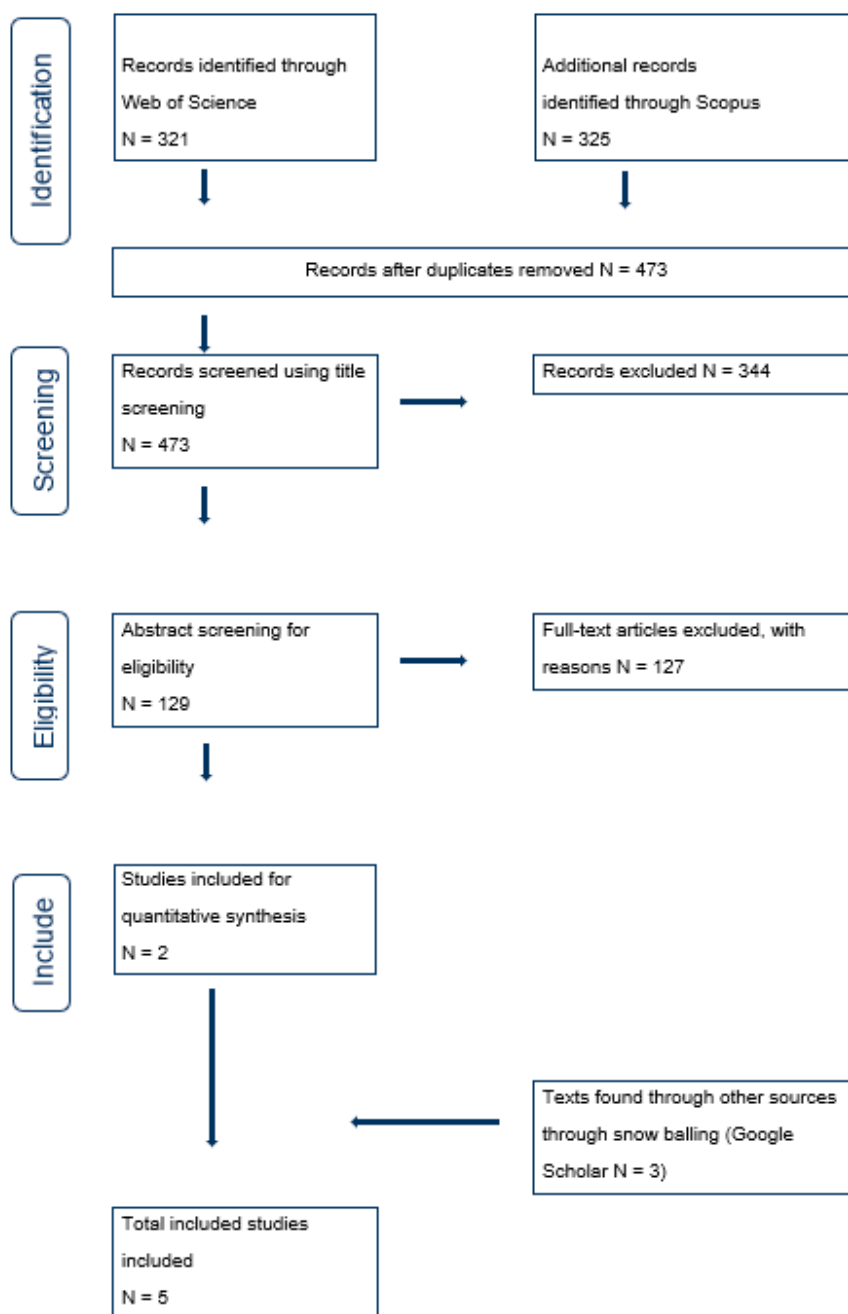 Identification
Records identified through
Web of Science
N = 321
Additional records
identified through Scopus
N = 325
Records after duplicates removed N = 473
Screening
Records screened using title
screening
N = 473
Records excluded N = 344
Eligibility
Abstract screening for
eligibility
N = 129
Full-text articles excluded, with
reasons N = 127
Include
Studies included for
quantitative synthesis
N = 2
Texts found through other sources
through snow balling (Google
Scholar N = 3)
Total included studies
included
N = 5